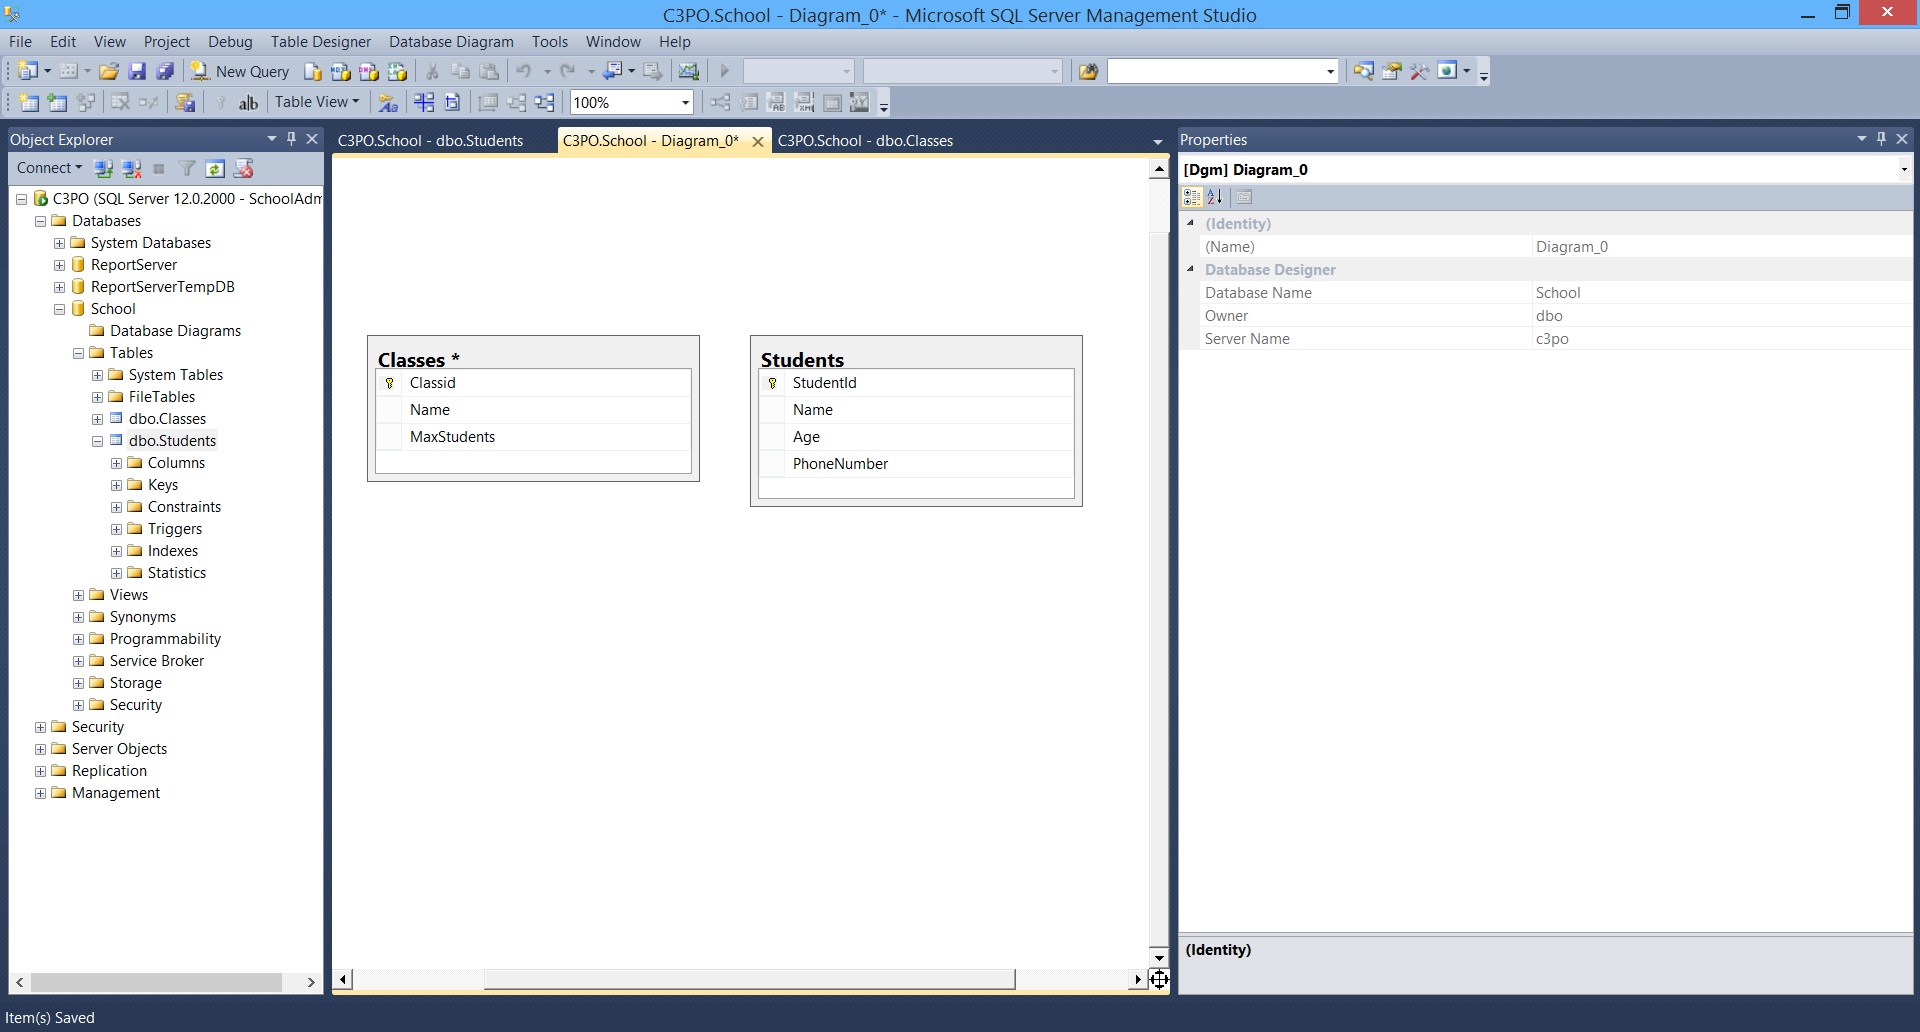 C3PO.School - Diagram_0* - Microsoft SQL Server Management Studio
File Edit View Project Debug Table Designer Database Diagram Tools Window Help
New Query
a|b Table View 100%
Object Explorer
Connect
C3PO (SQL Server 12.0.2000 - SchoolAdm
Databases
System Databases
ReportServer
ReportServerTempDB
School
Database Diagrams
Tables
System Tables
FileTables
dbo.Classes
dbo.Students
Columns
Keys
Constraints
Triggers
Indexes
Statistics
Views
Synonyms
Programmability
Service Broker
Storage
Security
Security
Server Objects
Replication
Management
C3PO.School - dbo.Students C3PO.School - Diagram_0* C3PO.School - dbo.Classes
Classes *
Classid
Name
MaxStudents
Students
StudentId
Name
Age
PhoneNumber
Properties
[Dgm] Diagram_0
(Identity)
(Name) Diagram_0
Database Designer
Database Name School
Owner dbo
Server Name c3po
(Identity)
Item(s) Saved